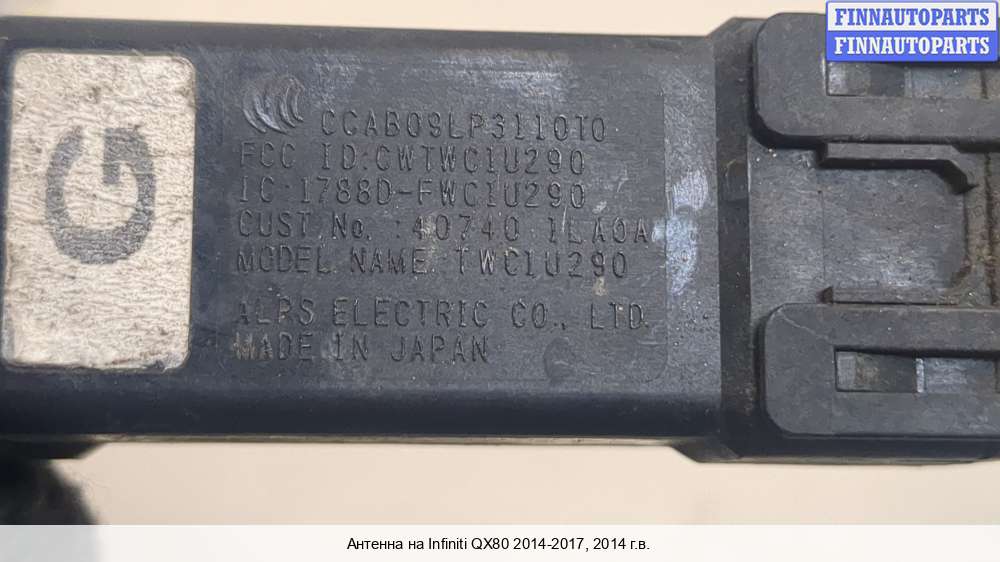 FINNAUTOPARTS
FINNAUTOPARTS
G
CCAB09LP3110T0
FCC ID:CWTWC1U290
IC:1788D-FWC1U290
CUST.No. :40740 1LA0A
MODEL NAME TWC1U290
ALPS ELECTRIC CO., LTD.
MADE IN JAPAN
Антенна на Infiniti QX80 2014-2017, 2014 г.в.